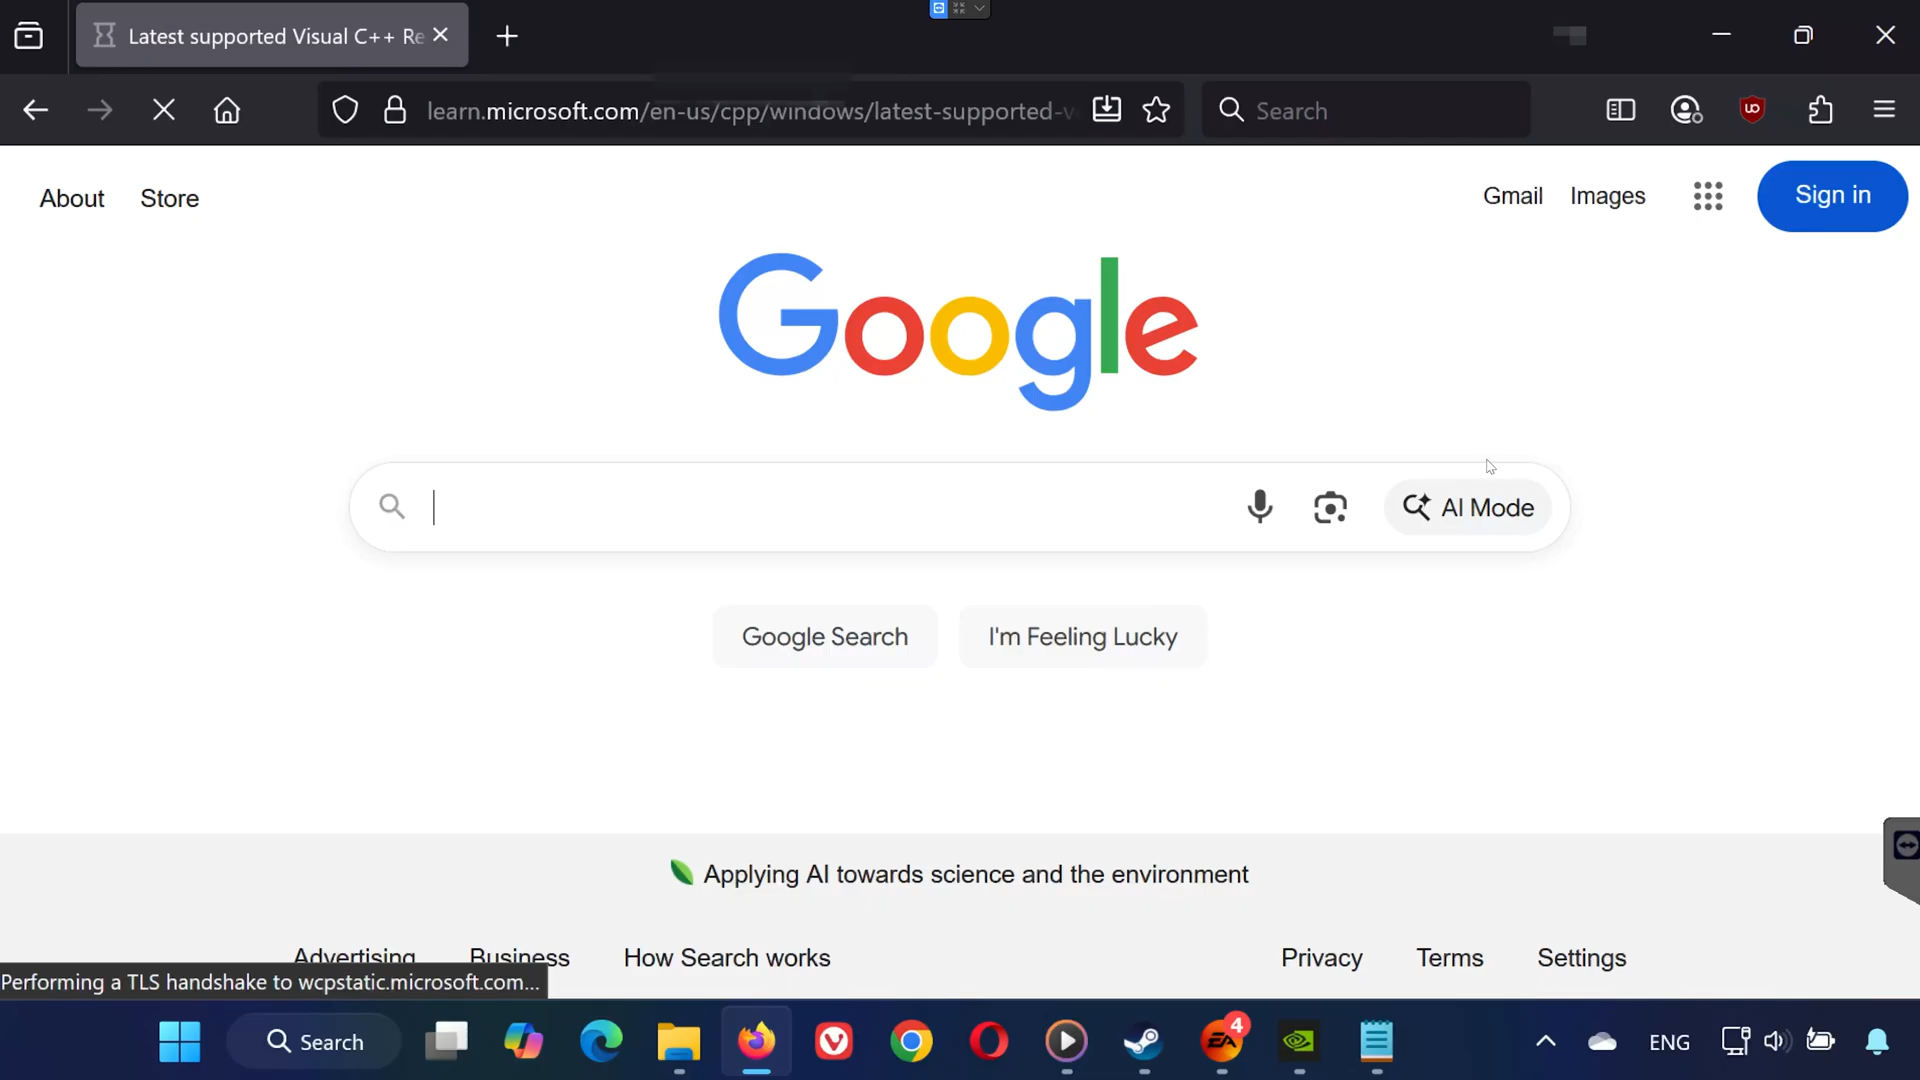 Latest supported Visual C++ Re
learn.microsoft.com/en-us/cpp/windows/latest-supported-v
Search
About
Store
Gmail
Images
Sign in
Google
AI Mode
Google Search
I'm Feeling Lucky
Applying AI towards science and the environment
Advertising
Business
How Search works
Privacy
Terms
Settings
Performing a TLS handshake to wcpstatic.microsoft.com...
Search
EA
4
ENG